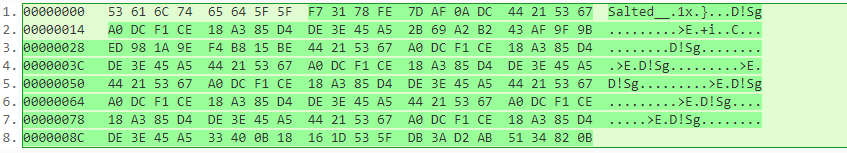 1. 00000000 53 61 6C 74 65 64 5F 5F F7 31 78 FE 7D AF 0A DC 44 21 53 67 Salted__.1x.}...D!Sg
2. 00000014 A0 DC F1 CE 18 A3 85 D4 DE 3E 45 A5 2B 69 A2 B2 43 AF 9F 9B .........>E.+i..C...
3. 00000028 ED 98 1A 9E F4 B8 15 BE 44 21 53 67 A0 DC F1 CE 18 A3 85 D4 ........D!Sg........
4. 0000003C DE 3E 45 A5 44 21 53 67 A0 DC F1 CE 18 A3 85 D4 DE 3E 45 A5 .>E.D!Sg.........>E.
5. 00000050 44 21 53 67 A0 DC F1 CE 18 A3 85 D4 DE 3E 45 A5 44 21 53 67 D!Sg.........>E.D!Sg
6. 00000064 A0 DC F1 CE 18 A3 85 D4 DE 3E 45 A5 44 21 53 67 A0 DC F1 CE .........>E.D!Sg....
7. 00000078 18 A3 85 D4 DE 3E 45 A5 44 21 53 67 A0 DC F1 CE 18 A3 85 D4 .....>E.D!Sg........
8. 0000008C DE 3E 45 A5 33 40 0B 18 16 1D 53 5F DB 3A D2 AB 51 34 82 0B .>E.3@....S_.:..Q4..